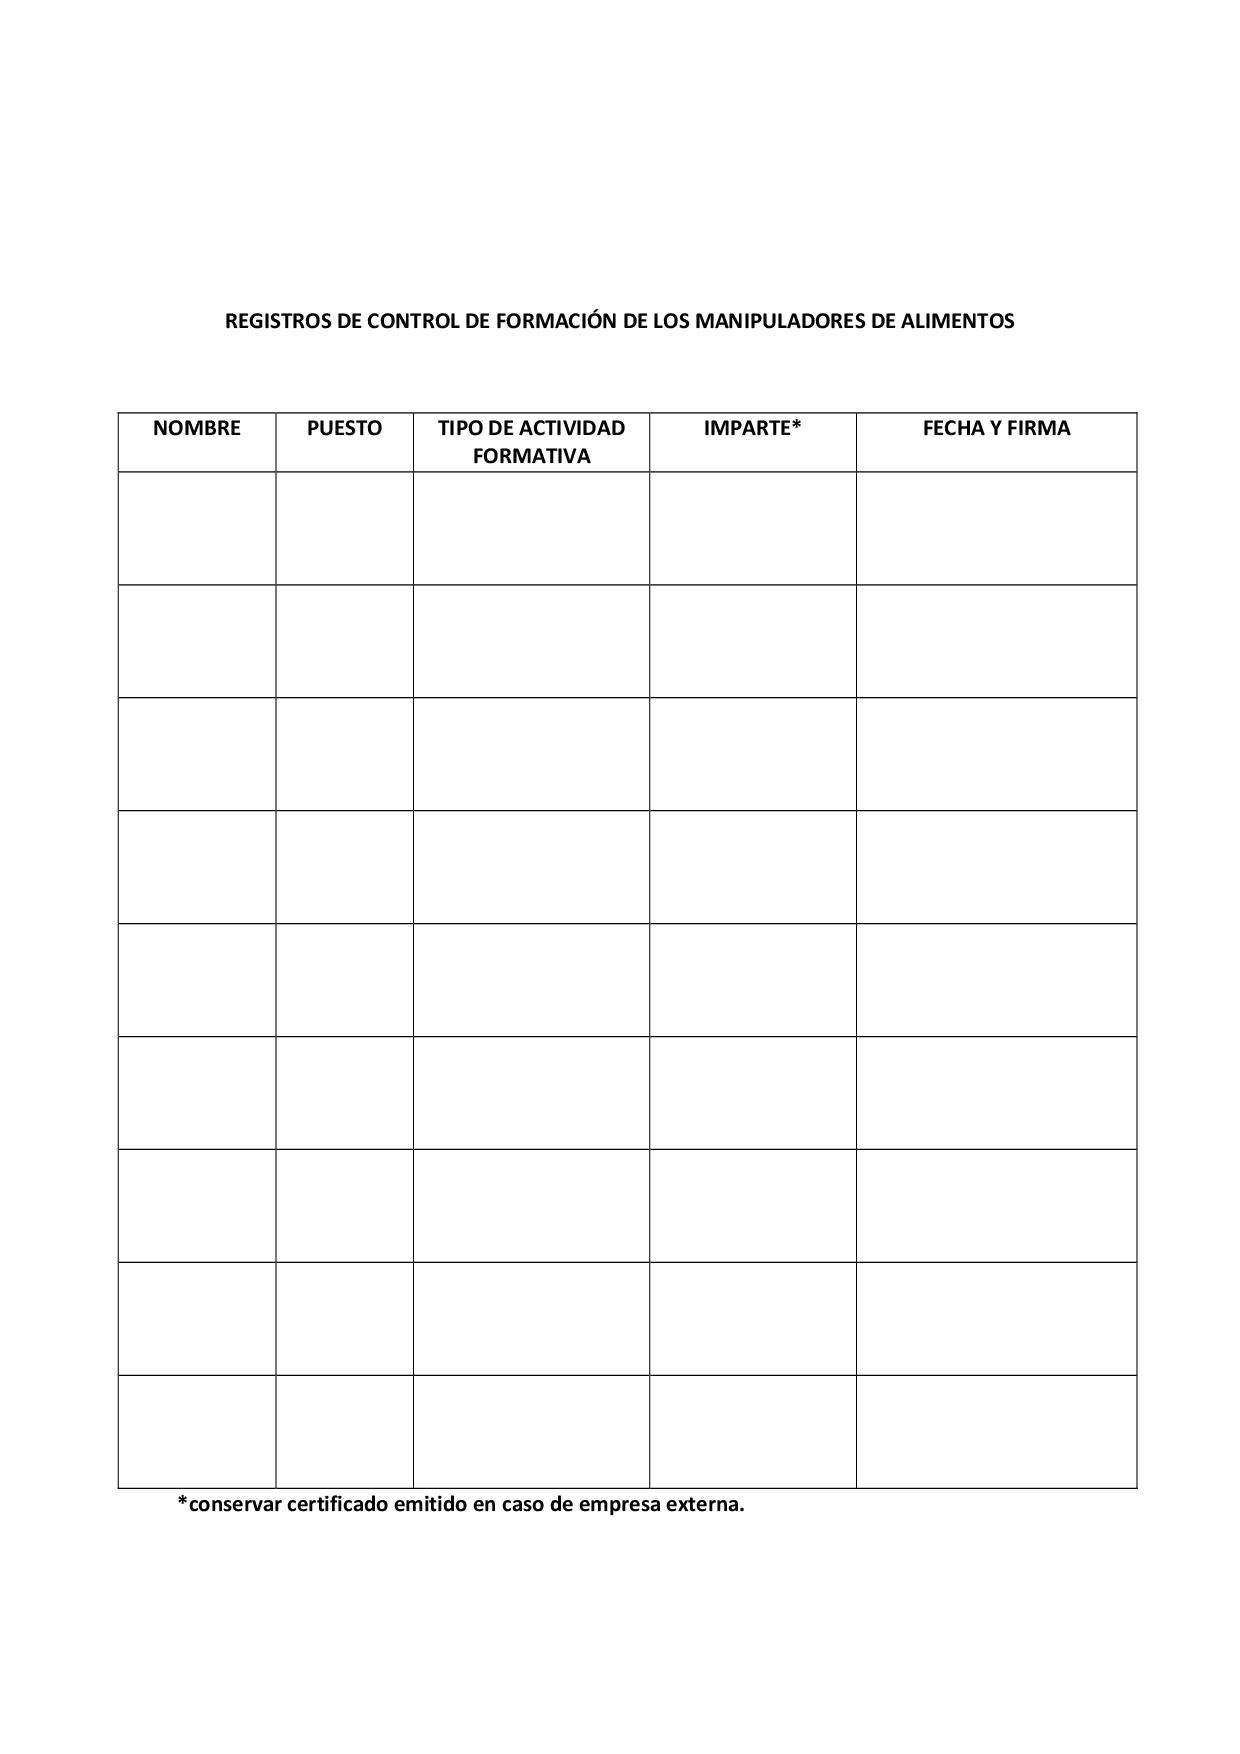 REGISTROS DE CONTROL DE FORMACIÓN DE LOS MANIPULADORES DE ALIMENTOS
NOMBRE PUESTO TIPO DE ACTIVIDAD IMPARTE* FECHA Y FIRMA
FORMATIVA
*conservar certificado emitido en caso de empresa externa.